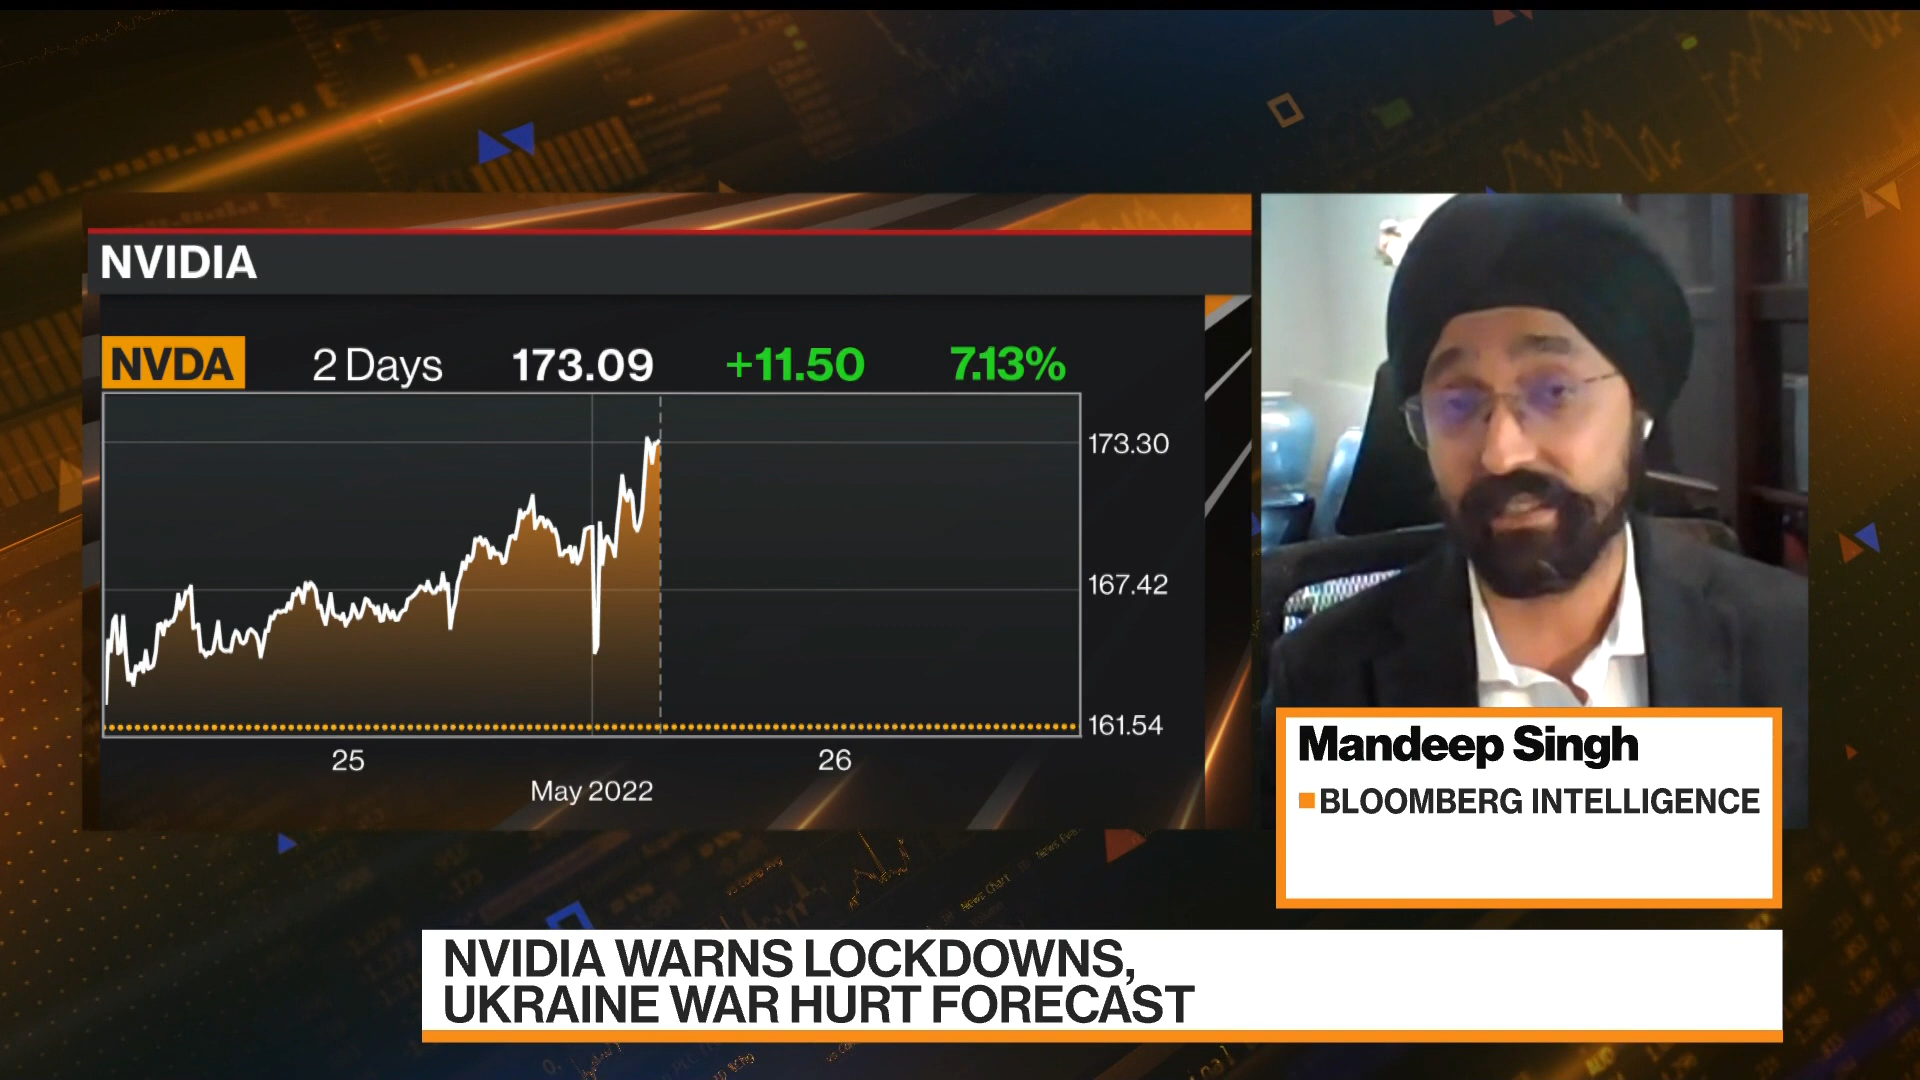 NVIDIA
NVDA 2 Days 173.09 +11.50 7.13%
173.30
167.42
161.54
25 26
May 2022
Mandeep Singh
BLOOMBERG INTELLIGENCE
NVIDIA WARNS LOCKDOWNS,
UKRAINE WAR HURT FORECAST